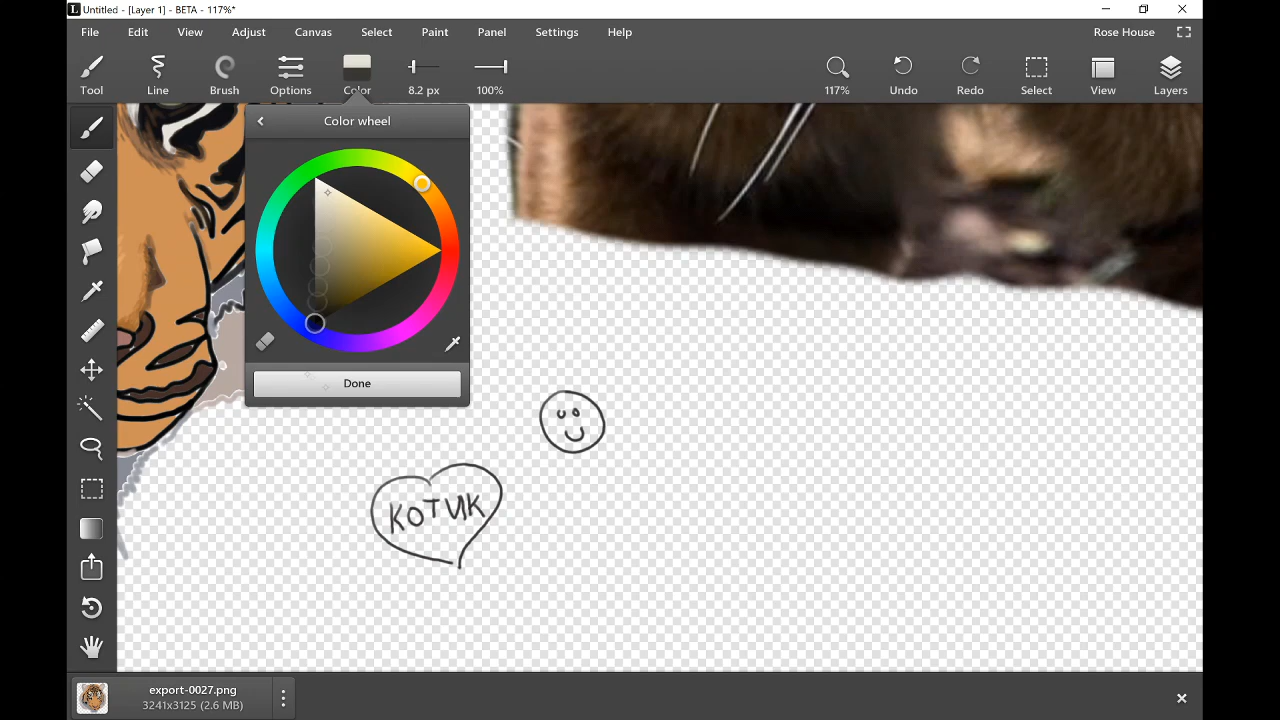 Untitled - [Layer 1] - BETA - 117%*
File Edit View Adjust Canvas Select Paint Panel Settings Help Rose House
Tool Line Brush Options Color 8.2 px 100% 117% Undo Redo Select View Layers
Color wheel
Done
KOTVIK
export-0027.png
3241x3125 (2.6 MB)